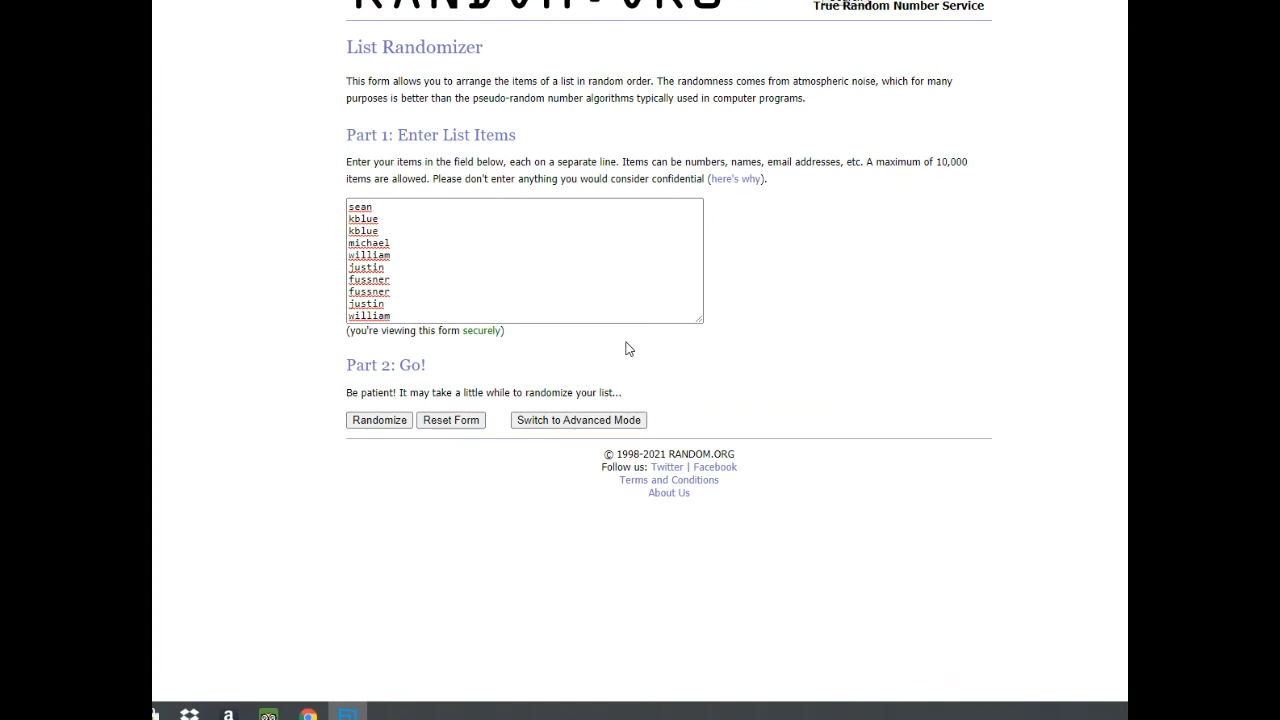 RANDOM.ORG
True Random Number Service
List Randomizer
This form allows you to arrange the items of a list in random order. The randomness comes from atmospheric noise, which for many
purposes is better than the pseudo-random number algorithms typically used in computer programs.
Part 1: Enter List Items
Enter your items in the field below, each on a separate line. Items can be numbers, names, email addresses, etc. A maximum of 10,000
items are allowed. Please don't enter anything you would consider confidential (here's why).
sean
kblue
kblue
michael
william
justin
fussner
fussner
justin
william
(you're viewing this form securely)
Part 2: Go!
Be patient! It may take a little while to randomize your list...
Randomize Reset Form Switch to Advanced Mode
© 1998-2021 RANDOM.ORG
Follow us: Twitter | Facebook
Terms and Conditions
About Us